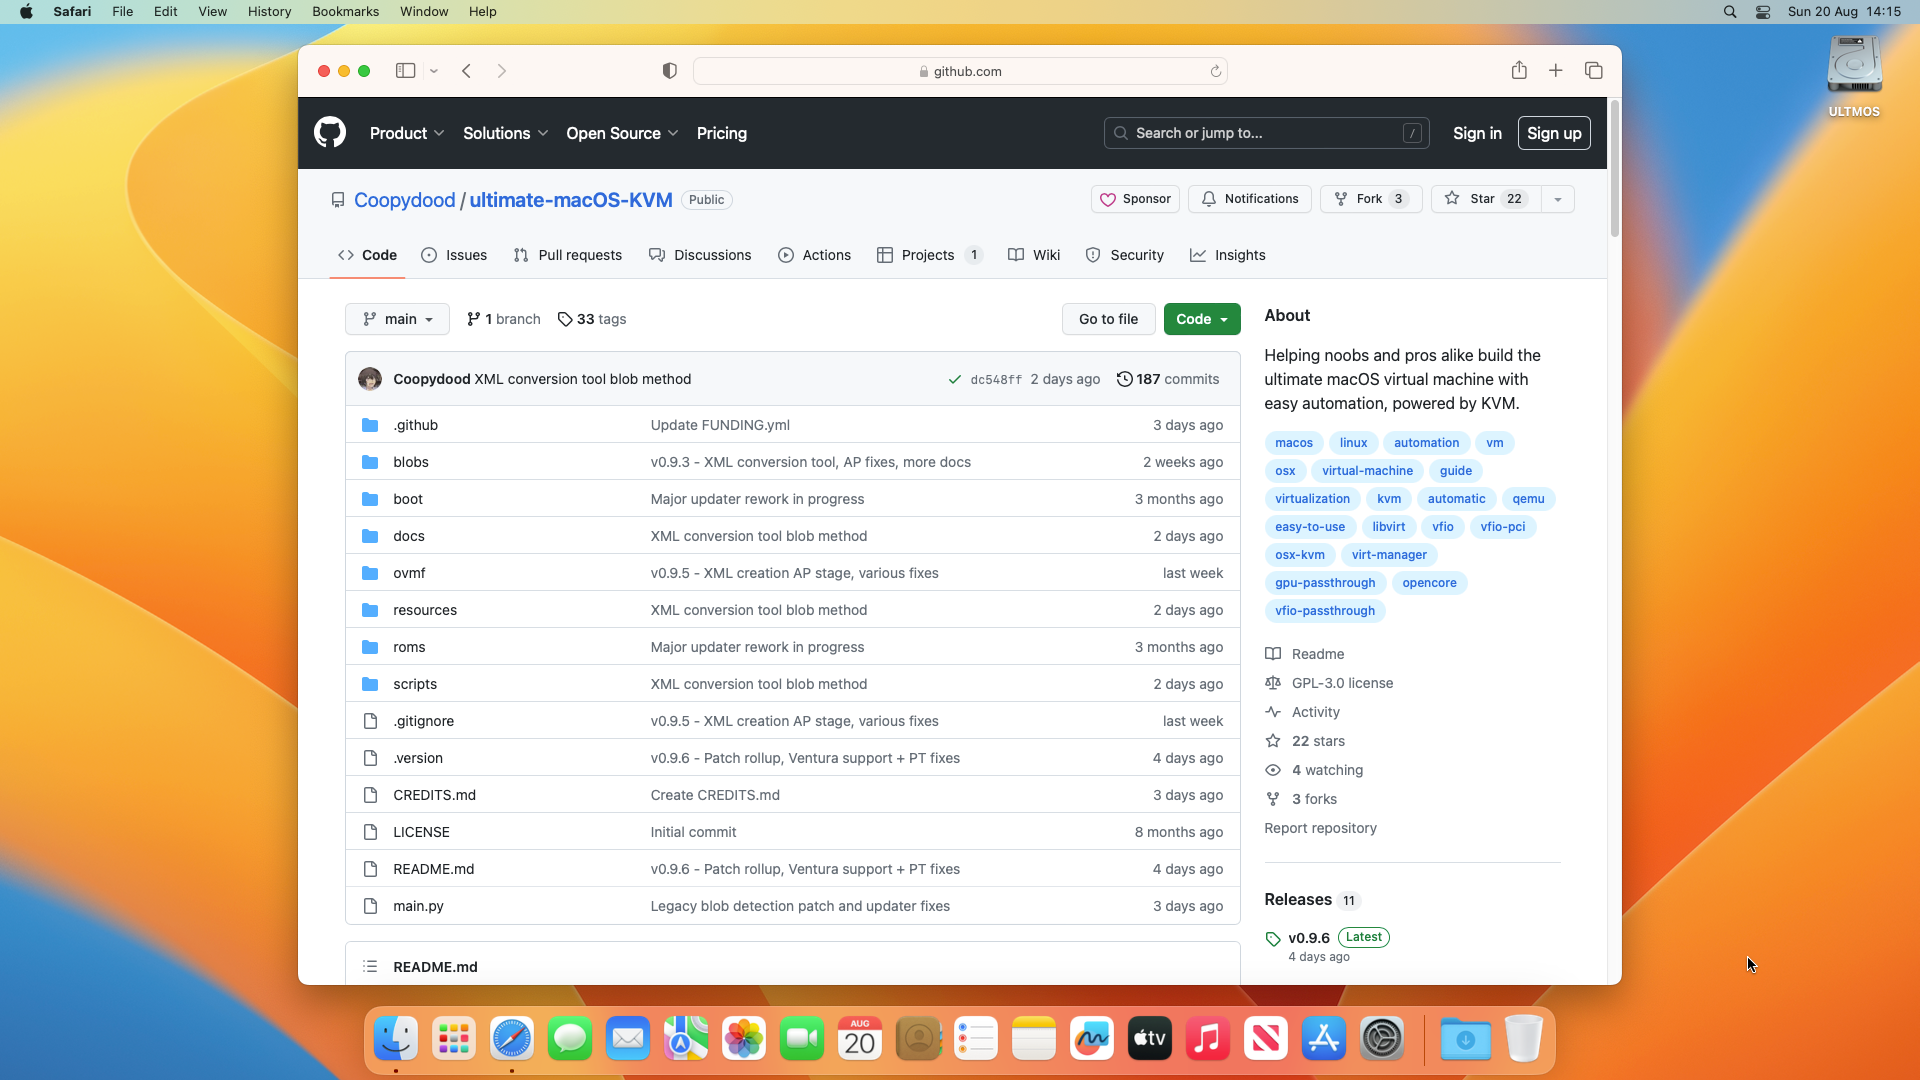 Safari File Edit View History Bookmarks Window Help Sun 20 Aug 14:15
github.com
ULTMOS
Product Solutions Open Source Pricing Search or jump to... / Sign in Sign up
Coopydood / ultimate-macOS-KVM Public Sponsor Notifications Fork 3 Star 22
Code Issues Pull requests Discussions Actions Projects 1 Wiki Security Insights
main 1 branch 33 tags Go to file Code
Coopydood XML conversion tool blob method dc548ff 2 days ago 187 commits
.github Update FUNDING.yml 3 days ago
blobs v0.9.3 - XML conversion tool, AP fixes, more docs 2 weeks ago
boot Major updater rework in progress 3 months ago
docs XML conversion tool blob method 2 days ago
ovmf v0.9.5 - XML creation AP stage, various fixes last week
resources XML conversion tool blob method 2 days ago
roms Major updater rework in progress 3 months ago
scripts XML conversion tool blob method 2 days ago
.gitignore v0.9.5 - XML creation AP stage, various fixes last week
.version v0.9.6 - Patch rollup, Ventura support + PT fixes 4 days ago
CREDITS.md Create CREDITS.md 3 days ago
LICENSE Initial commit 8 months ago
README.md v0.9.6 - Patch rollup, Ventura support + PT fixes 4 days ago
main.py Legacy blob detection patch and updater fixes 3 days ago
README.md
About
Helping noobs and pros alike build the
ultimate macOS virtual machine with
easy automation, powered by KVM.
macos linux automation vm
osx virtual-machine guide
virtualization kvm automatic qemu
easy-to-use libvirt vfio vfio-pci
osx-kvm virt-manager
gpu-passthrough opencore
vfio-passthrough
Readme
GPL-3.0 license
Activity
22 stars
4 watching
3 forks
Report repository
Releases 11
v0.9.6 Latest
4 days ago
AUG
20
tv